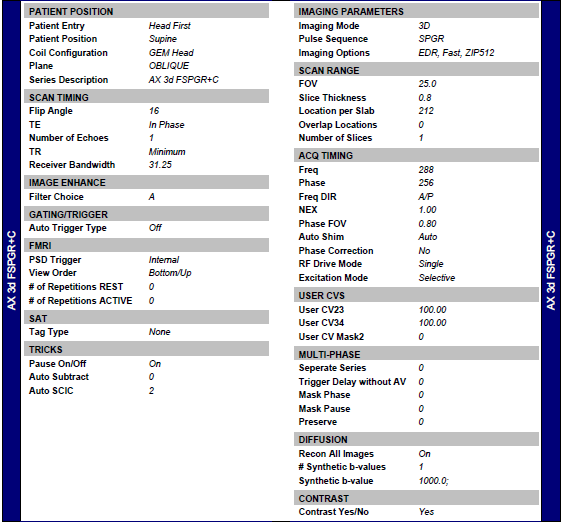 AX 3d FSPGR+C
PATIENT POSITION
Patient Entry Head First
Patient Position Supine
Coil Configuration GEM Head
Plane OBLIQUE
Series Description AX 3d FSPGR+C
SCAN TIMING
Flip Angle 16
TE In Phase
Number of Echoes 1
TR Minimum
Receiver Bandwidth 31.25
IMAGE ENHANCE
Filter Choice A
GATING/TRIGGER
Auto Trigger Type Off
FMRI
PSD Trigger Internal
View Order Bottom/Up
# of Repetitions REST 0
# of Repetitions ACTIVE 0
SAT
Tag Type None
TRICKS
Pause On/Off On
Auto Subtract 0
Auto SCIC 2
IMAGING PARAMETERS
Imaging Mode 3D
Pulse Sequence SPGR
Imaging Options EDR, Fast, ZIP512
SCAN RANGE
FOV 25.0
Slice Thickness 0.8
Location per Slab 212
Overlap Locations 0
Number of Slices 1
ACQ TIMING
Freq 288
Phase 256
Freq DIR A/P
NEX 1.00
Phase FOV 0.80
Auto Shim Auto
Phase Correction No
RF Drive Mode Single
Excitation Mode Selective
USER CVS
User CV23 100.00
User CV34 100.00
User CV Mask2 0
MULTI-PHASE
Seperate Series 0
Trigger Delay without AV 0
Mask Phase 0
Mask Pause 0
Preserve 0
DIFFUSION
Recon All Images On
# Synthetic b-values 1
Synthetic b-value 1000.0;
CONTRAST
Contrast Yes/No Yes
AX 3d FSPGR+C